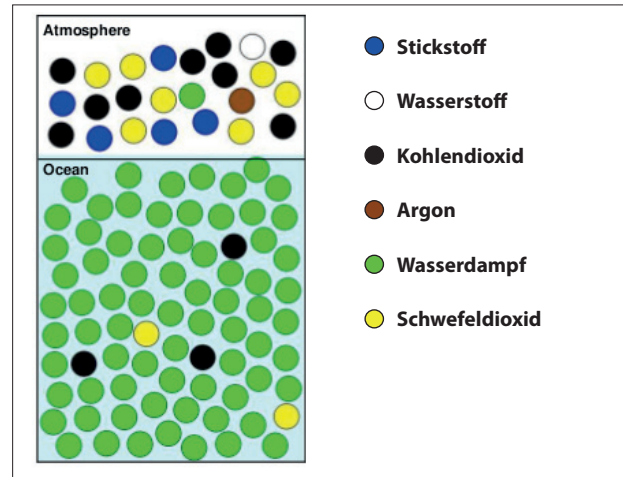 Atmosphere
Ocean
Stickstoff
Wasserstoff
Kohlendioxid
Argon
Wasserdampf
Schwefeldioxid